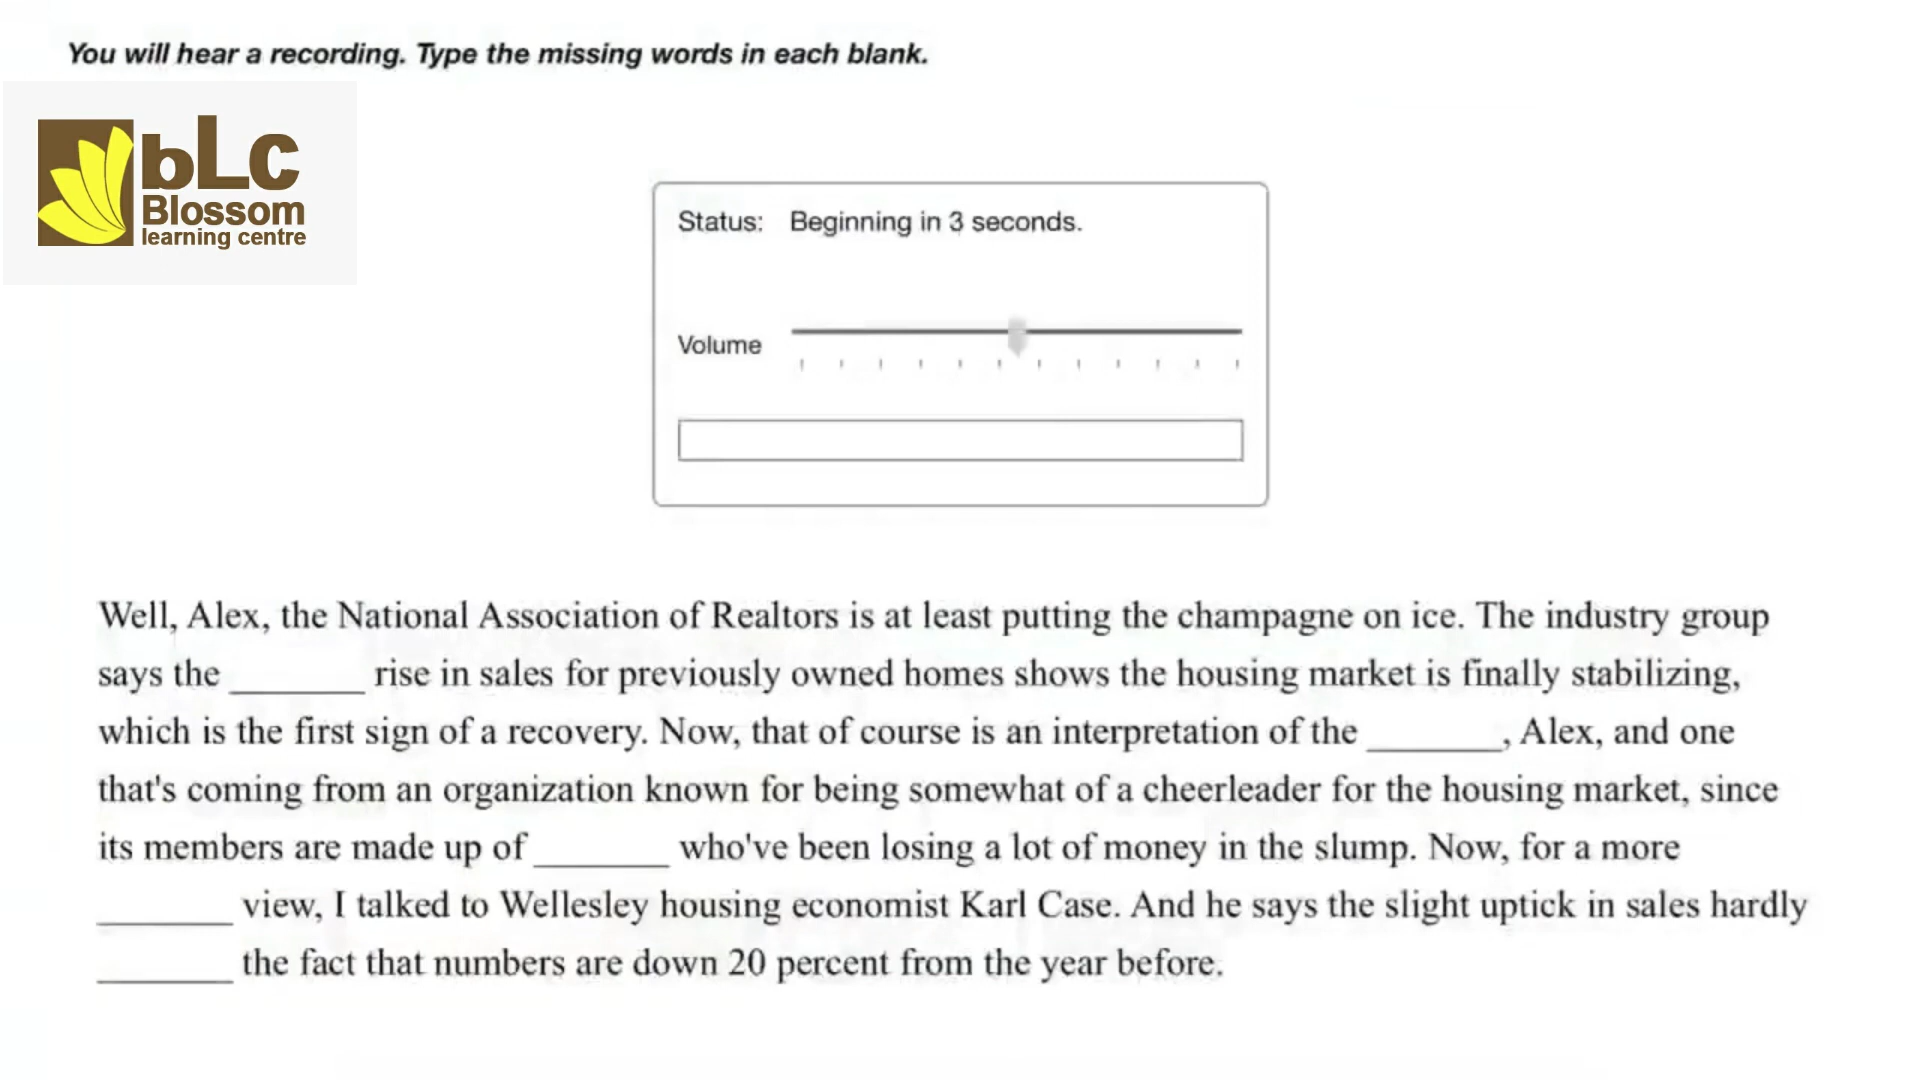 You will hear a recording. Type the missing words in each blank.
bLc
Blossom
learning centre
Status: Beginning in 3 seconds.
Volume
Well, Alex, the National Association of Realtors is at least putting the champagne on ice. The industry group
says the ________ rise in sales for previously owned homes shows the housing market is finally stabilizing,
which is the first sign of a recovery. Now, that of course is an interpretation of the ________, Alex, and one
that's coming from an organization known for being somewhat of a cheerleader for the housing market, since
its members are made up of ________ who've been losing a lot of money in the slump. Now, for a more
________ view, I talked to Wellesley housing economist Karl Case. And he says the slight uptick in sales hardly
________ the fact that numbers are down 20 percent from the year before.